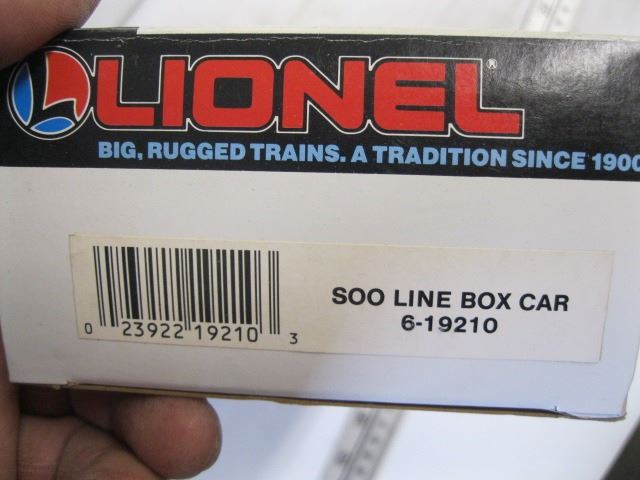 LIONEL®
BIG, RUGGED TRAINS. A TRADITION SINCE 1900
SOO LINE BOX CAR
6-19210
0 23922 19210 3